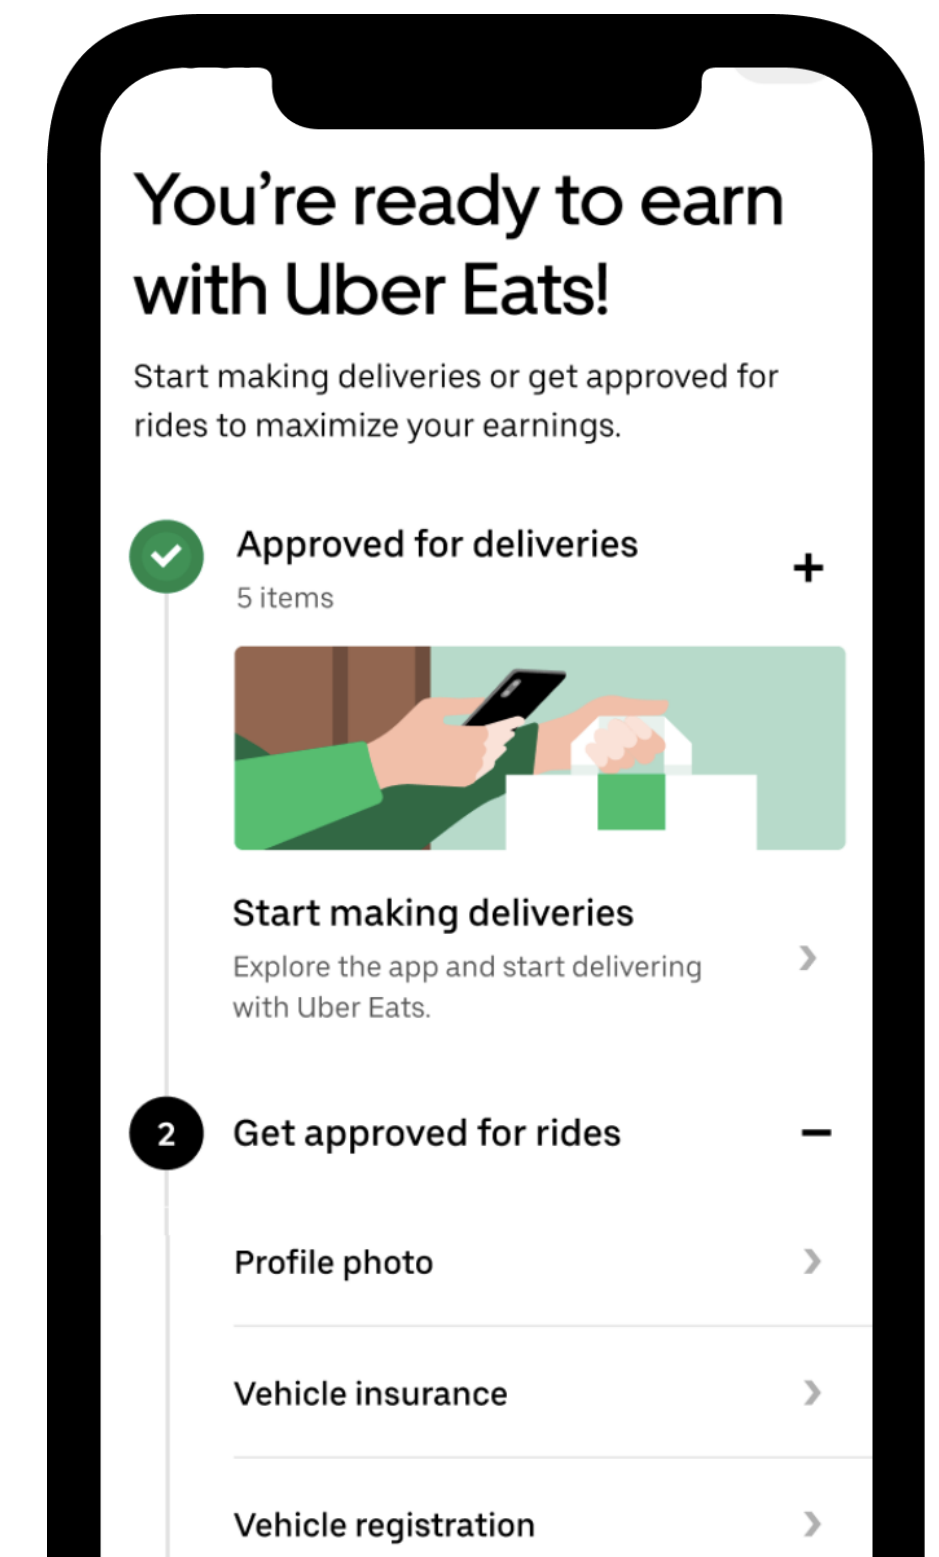 You’re ready to earn
with Uber Eats!
Start making deliveries or get approved for
rides to maximize your earnings.
Approved for deliveries
5 items
Start making deliveries
Explore the app and start delivering
with Uber Eats.
2 Get approved for rides
Profile photo
Vehicle insurance
Vehicle registration